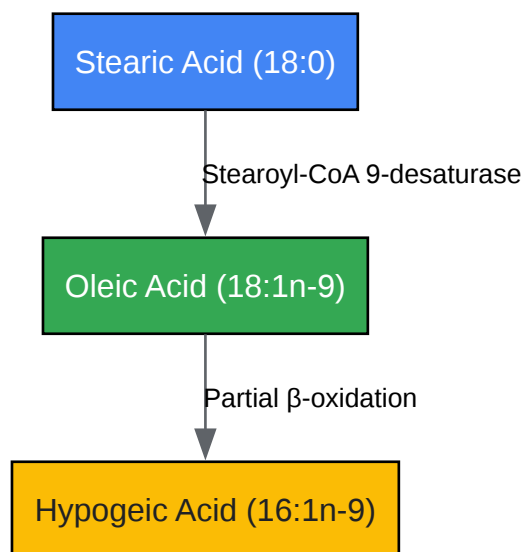 Stearic Acid (18:0)
Stearoyl-CoA 9-desaturase
Oleic Acid (18:1n-9)
Partial β-oxidation
Hypogeic Acid (16:1n-9)